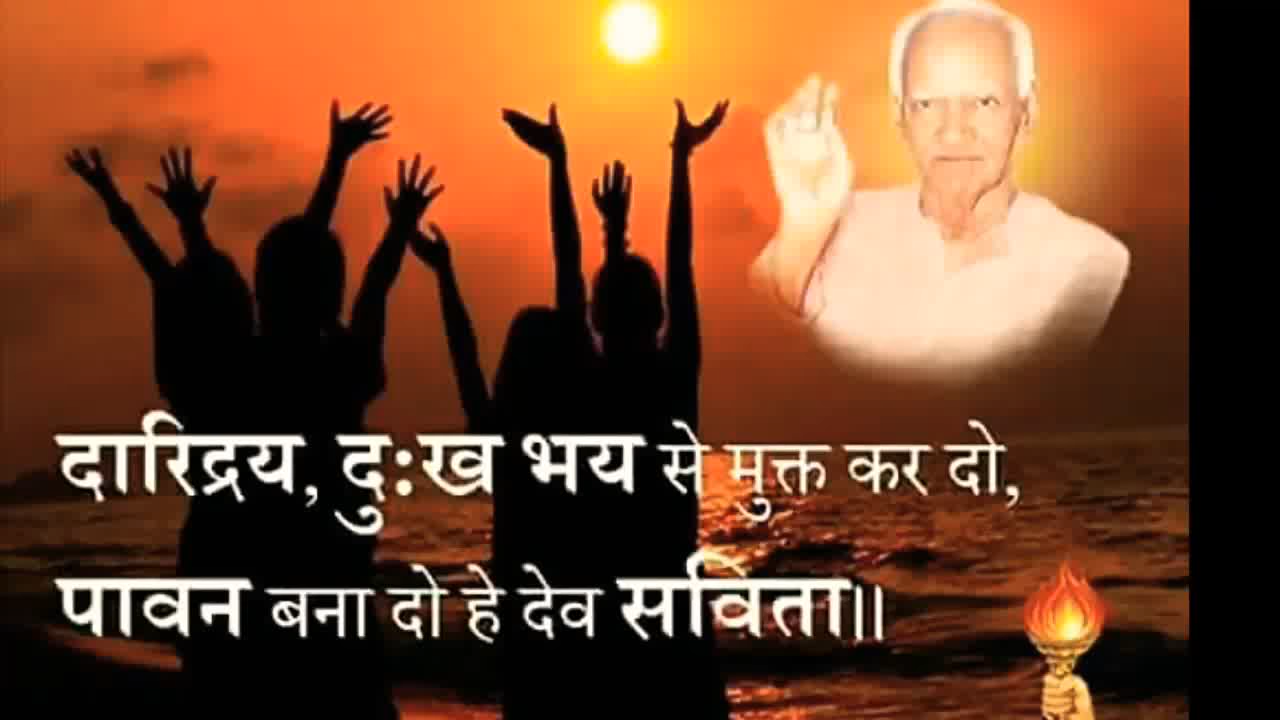 दारिद्रय, दुःख भय से मुक्त कर दो,
पावन बना दो हे देव सविता॥